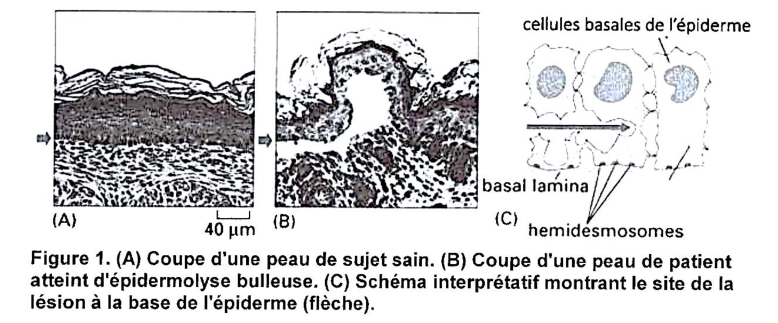 cellules basales de l'épiderme
basal lamina
hemidesmosomes
(A)
40 µm
(B)
(C)
Figure 1. (A) Coupe d'une peau de sujet sain. (B) Coupe d'une peau de patient
atteint d'épidermolyse bulleuse. (C) Schéma interprétatif montrant le site de la
lésion à la base de l'épiderme (flèche).